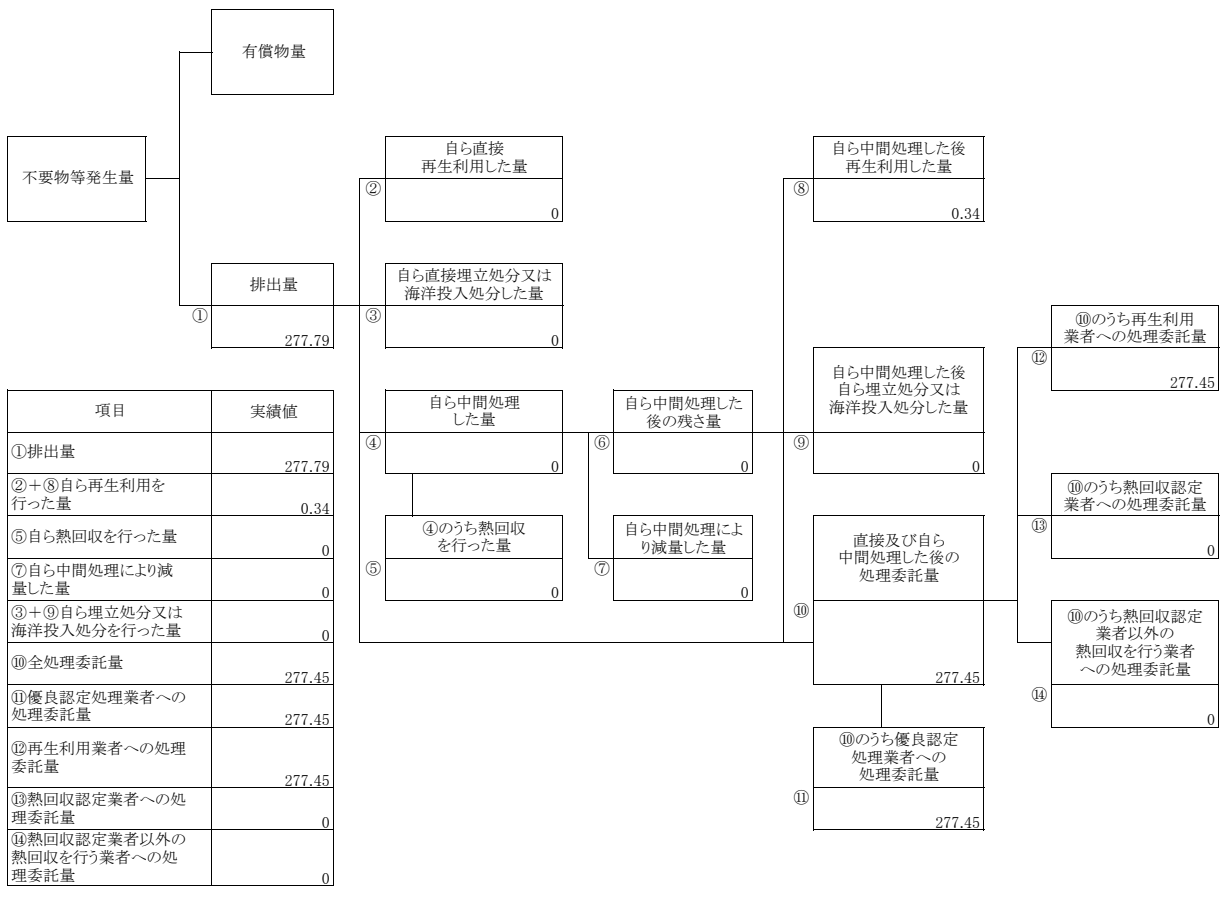 有償物量
不要物等発生量
排出量
①
277.79
自ら直接
再生利用した量
②
0
自ら直接埋立処分又は
海洋投入処分した量
③
0
自ら中間処理
した量
④
0
④のうち熱回収
を行った量
⑤
0
自ら中間処理した
後の残さ量
⑥
0
自ら中間処理によ
り減量した量
⑦
0
自ら中間処理した後
再生利用した量
⑧
0.34
自ら中間処理した後
自ら埋立処分又は
海洋投入処分した量
⑨
0
直接及び自ら
中間処理した後の
処理委託量
⑩
277.45
⑩のうち優良認定
処理業者への
処理委託量
⑪
277.45
⑩のうち再生利用
業者への処理委託量
⑫
277.45
⑩のうち熱回収認定
業者への処理委託量
⑬
0
⑩のうち熱回収認定
業者以外の
熱回収を行う業者
への処理委託量
⑭
0
項目 実績値
①排出量
277.79
②+⑧自ら再生利用を
行った量
0.34
⑤自ら熱回収を行った量
0
⑦自ら中間処理により減
量した量
0
③+⑨自ら埋立処分又は
海洋投入処分を行った量
0
⑩全処理委託量
277.45
⑪優良認定処理業者への
処理委託量
277.45
⑫再生利用業者への処理
委託量
277.45
⑬熱回収認定業者への処
理委託量
0
⑭熱回収認定業者以外の
熱回収を行う業者への処
理委託量
0